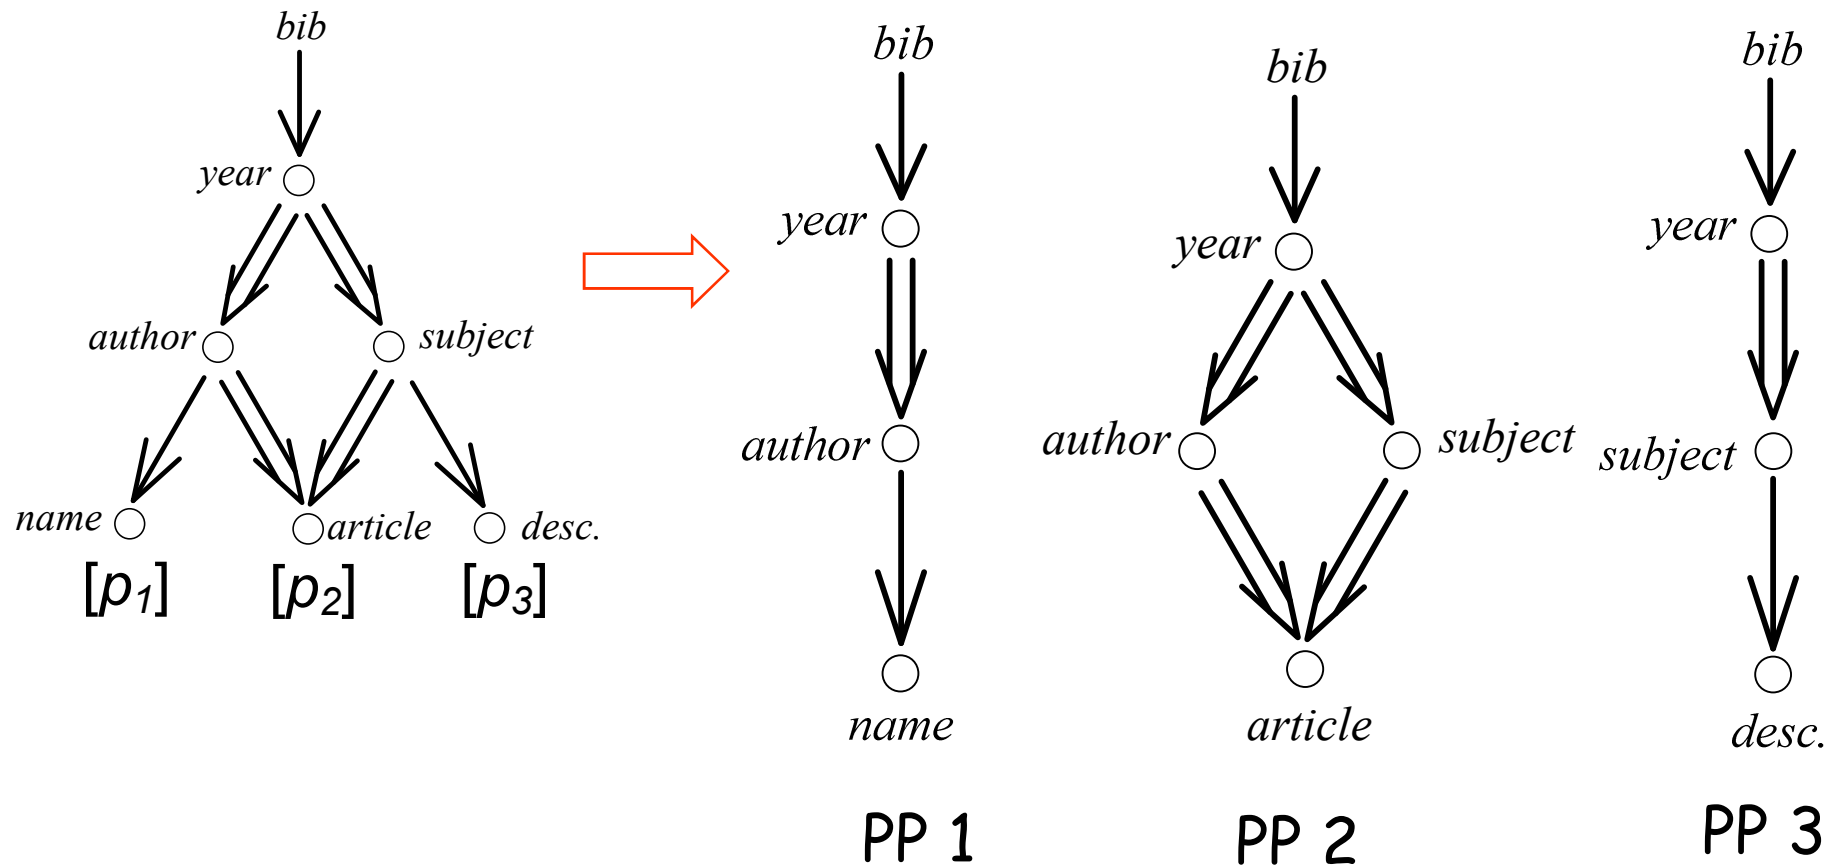 bib
year
author
subject
name
article
desc.
[p1]
[p2]
[p3]
bib
year
author
name
PP 1
bib
year
author
subject
article
PP 2
bib
year
subject
desc.
PP 3